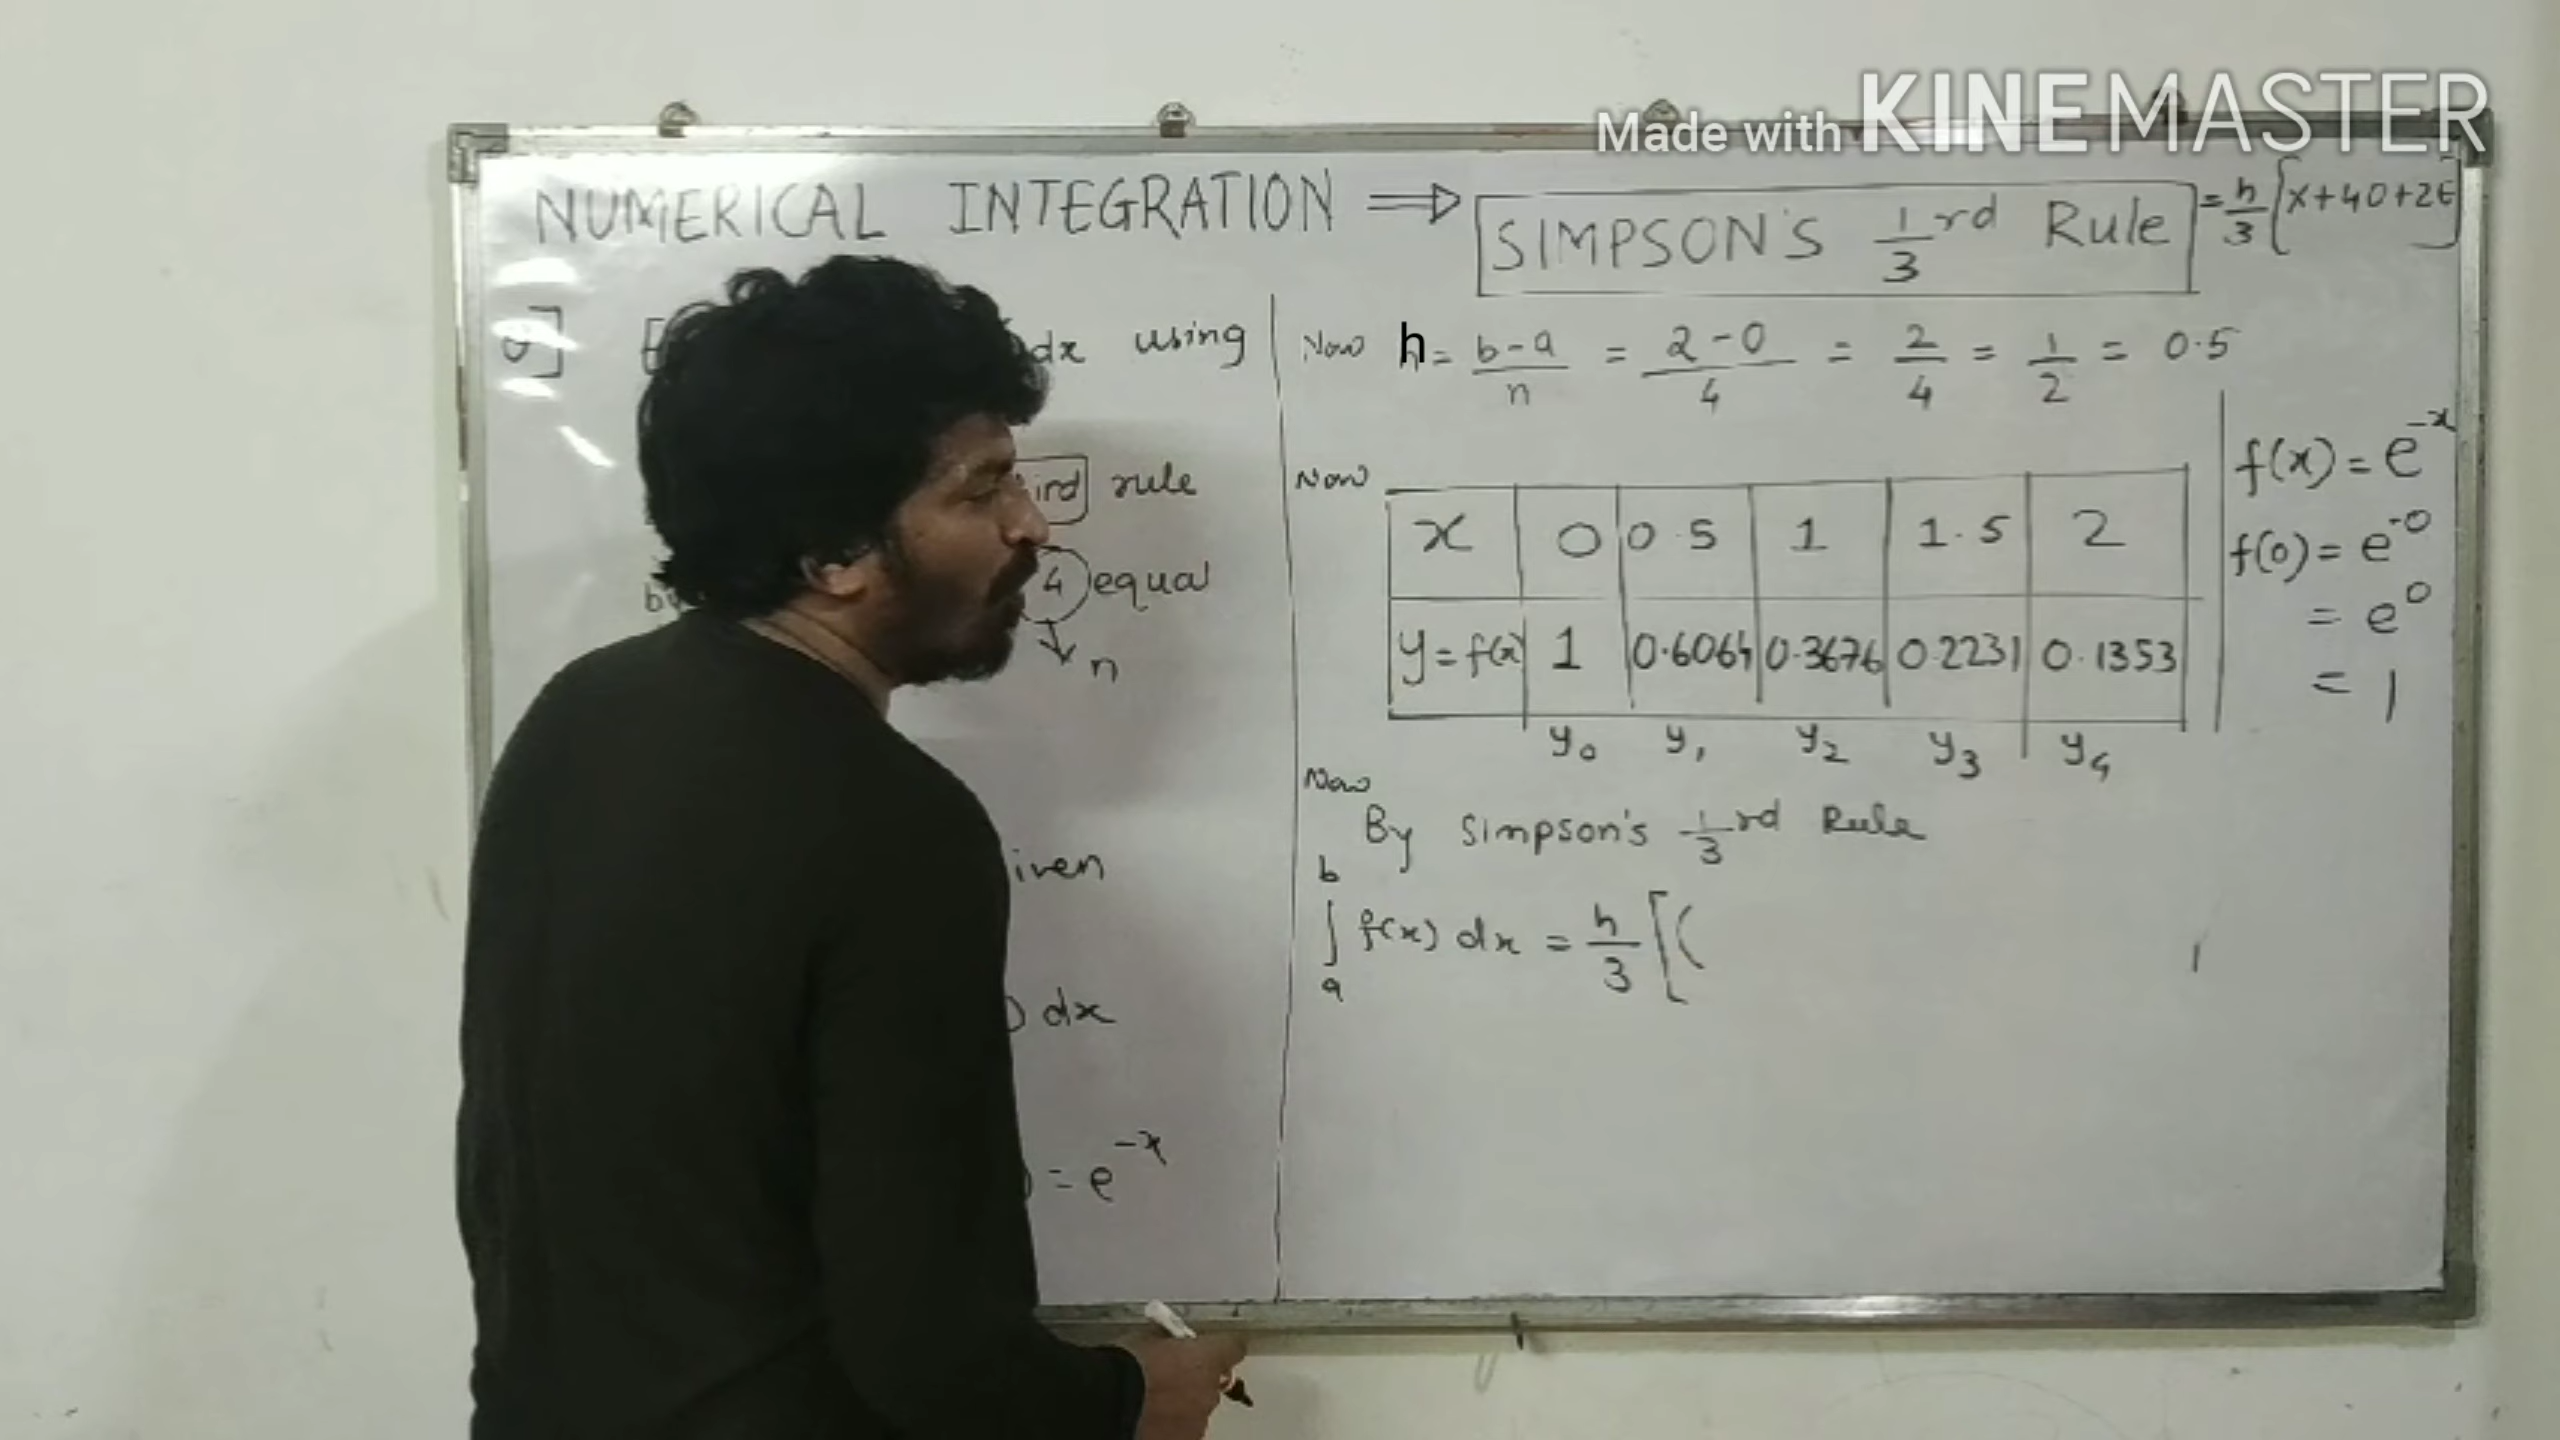 Made with KINEMASTER
NUMERICAL INTEGRATION ⇒ SIMPSON'S 1/3 rd Rule = h/3 [X+4O+2E]
Q]
dx using
ird rule
4 equal
n
iven
) dx
) = e^-x
Now h = b-a/n = 2-0/4 = 2/4 = 1/2 = 0.5
Now
x 0 0.5 1 1.5 2
y = f(x) 1 0.6064 0.3676 0.2231 0.1353
y₀ y₁ y₂ y₃ y₄
f(x) = e^-x
f(0) = e^-0
= e^0
= 1
Now
By Simpson's 1/3 rd Rule
∫_a^b f(x) dx = h/3 [(